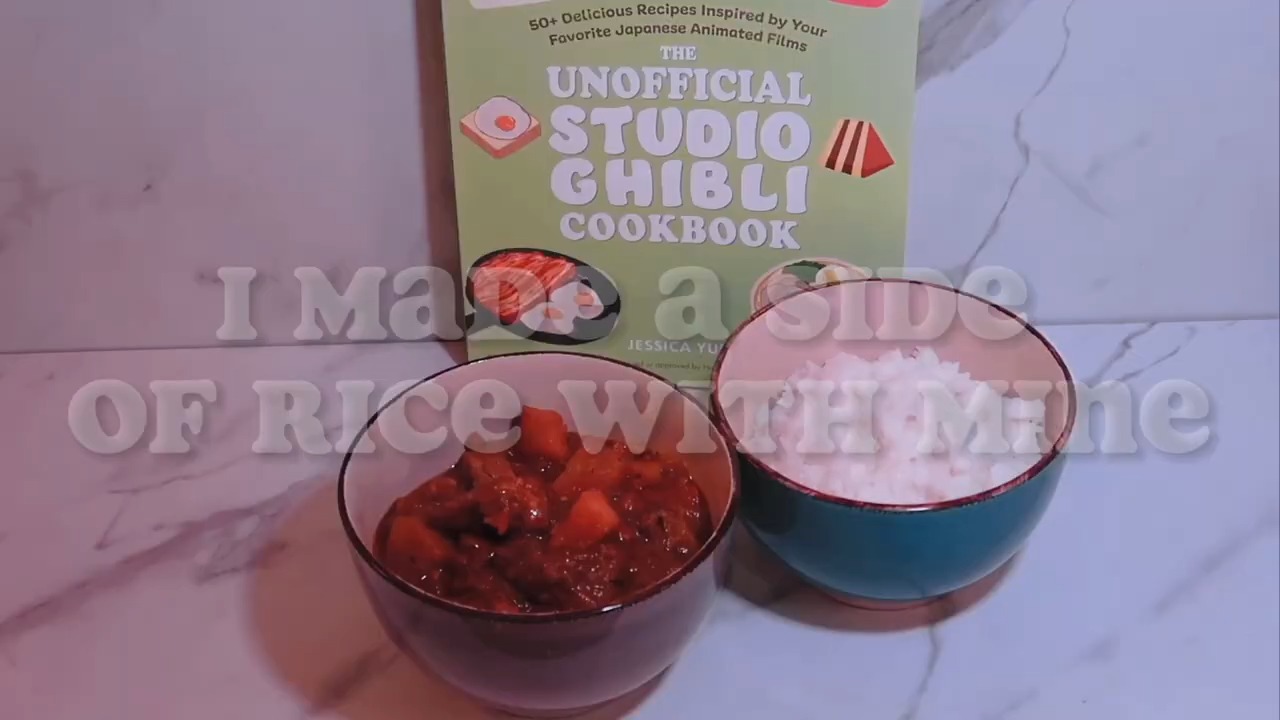 50+ Delicious Recipes Inspired by Your
Favorite Japanese Animated Films
THE
UNOFFICIAL
STUDIO
GHIBLI
COOKBOOK
I MADE A SIDE
JESSICA
OF RICE WITH MINE